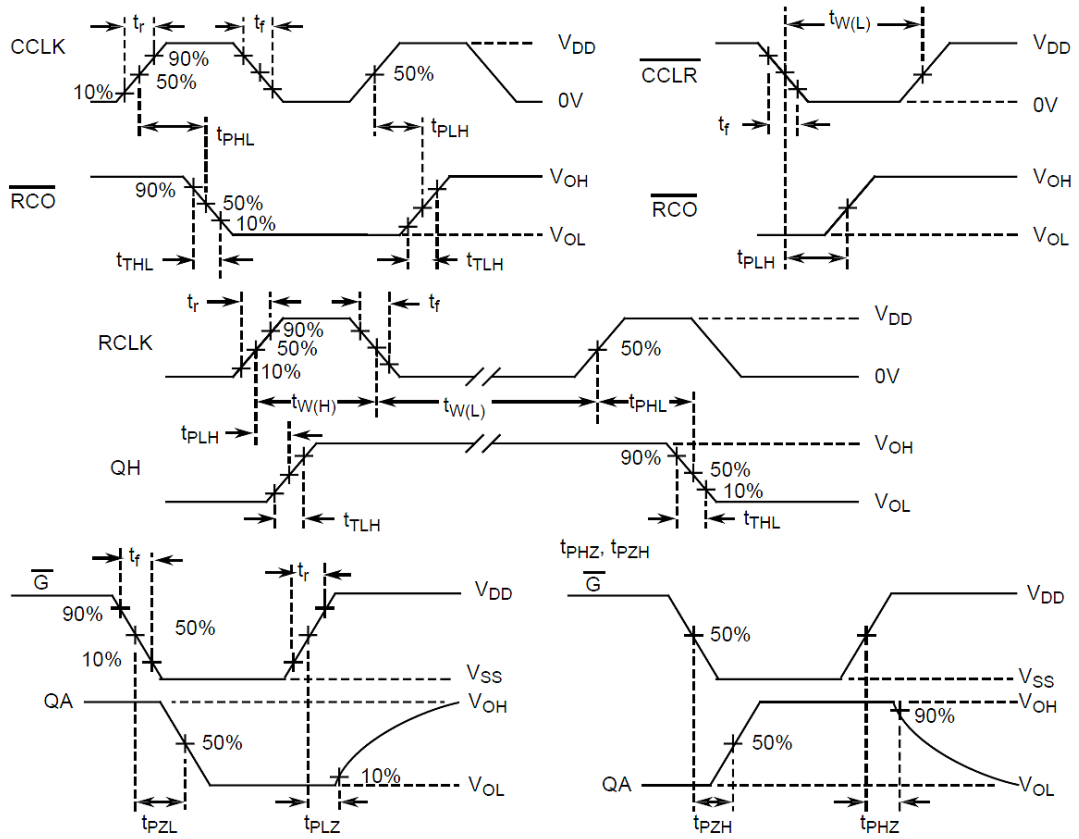 tr
tf
CCLK
90%
50%
10%
50%
VDD
0V
tPHL
tPLH
RCO
90%
50%
10%
VOH
VOL
tTHL
tTLH
tW(L)
CCLR
VDD
0V
tf
RCO
VOH
VOL
tPLH
tr
tf
RCLK
90%
50%
10%
50%
VDD
0V
tW(H)
tW(L)
tPHL
tPLH
QH
90%
50%
10%
VOH
VOL
tTLH
tTHL
tf
tr
G
90%
50%
10%
VDD
VSS
QA
50%
10%
VOH
VOL
tPZL
tPLZ
tPHZ, tPZH
G
50%
VDD
VSS
VOH
90%
50%
QA
VOL
tPZH
tPHZ